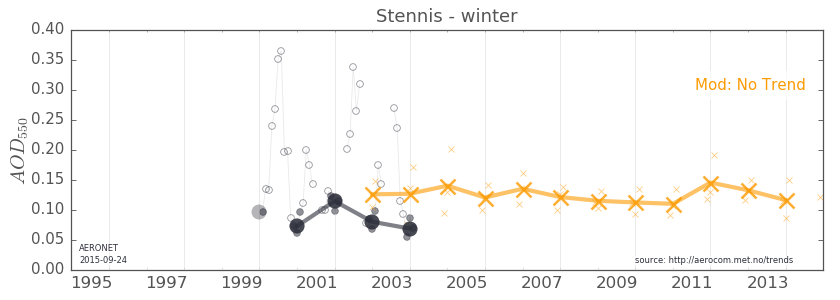 Stennis - winter
0.40
0.35
0.30
0.25
0.20
0.15
0.10
0.05
0.00
AOD550
Mod: No Trend
AERONET
2015-09-24
source: http://aerocom.met.no/trends
1995 1997 1999 2001 2003 2005 2007 2009 2011 2013